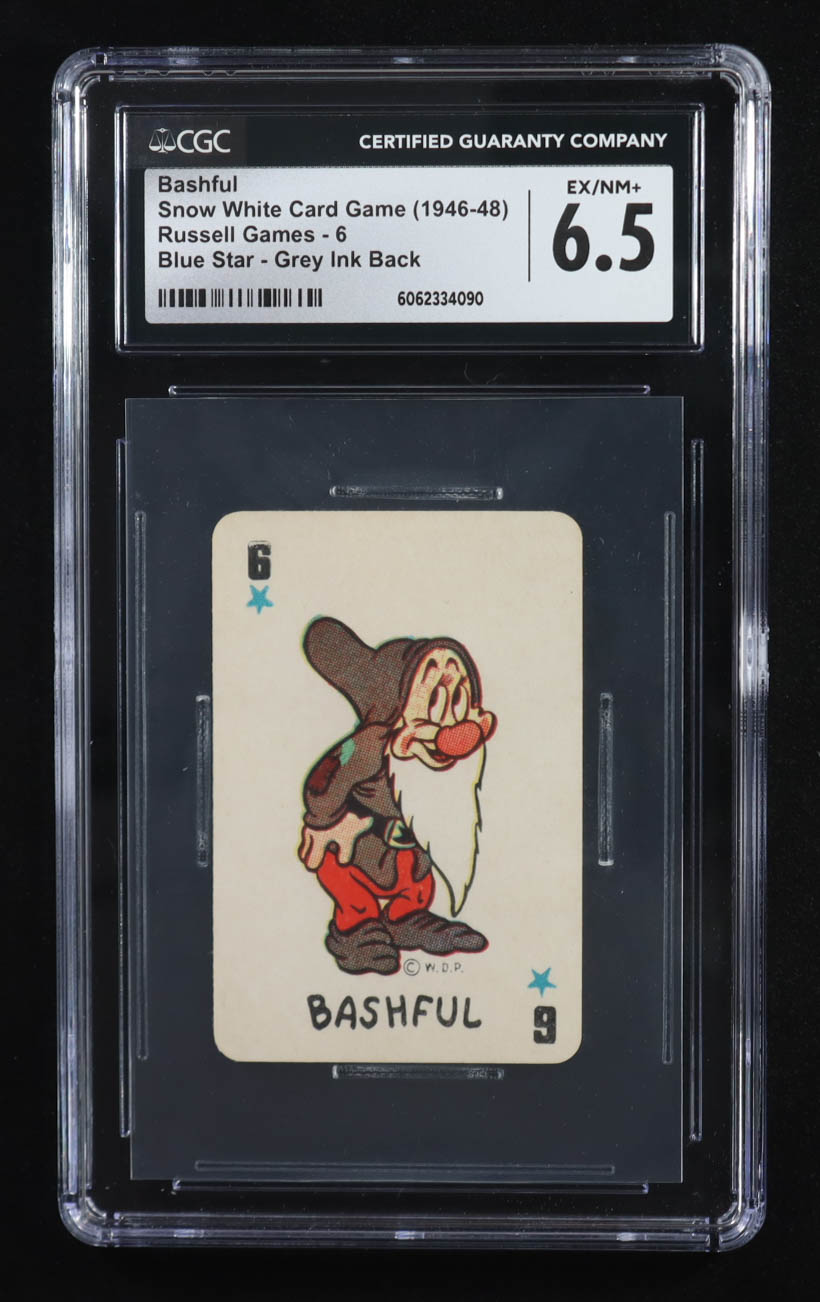 CGC
CERTIFIED GUARANTY COMPANY
Bashful
Snow White Card Game (1946-48)
Russell Games - 6
Blue Star - Grey Ink Back
6062334090
EX/NM+
6.5
6
© W.D.P.
BASHFUL
6